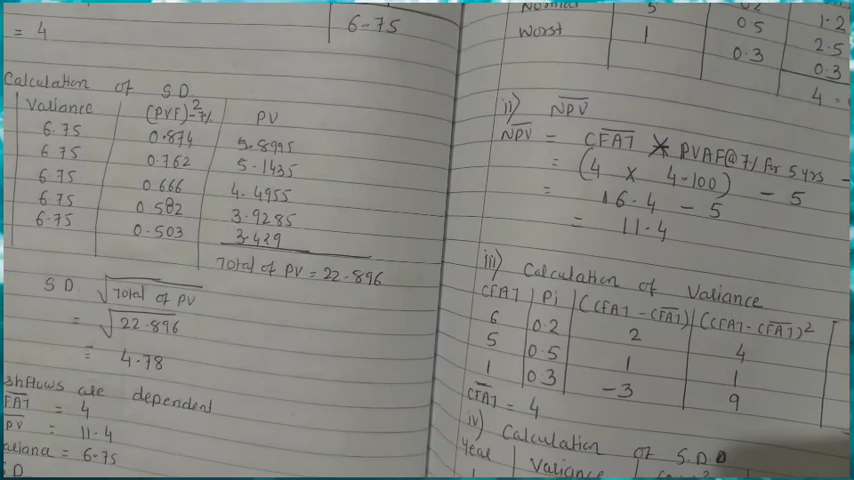 = 4
6-75
Calculation of S.D.
Variance (PVF)²-7% PV
6.75 0.874 5.8995
6.75 0.762 5.1435
6.75 0.666 4.4955
6.75 0.582 3.9285
6.75 0.503 3.429
Total of PV = 22.896
S.D. √Total of PV
= √22.896
= 4.78
shflows are dependent
FAT = 4
PV = 11.4
ariana = 6.75
SD
5
0.5 1.2
Worst 1 0.3 2.5
0.3
4
ii) NPV
NPV = CFAT * PVAF@7% for 5 yrs -
= (4 x 4.100) - 5
= 16.4 - 5
= 11.4
iii) Calculation of Variance
CFAT Pi (CFAT - CFAT) (CFAT - CFAT)²
6 0.2 2 4
5 0.5 1 1
1 0.3 -3 9
CFAT = 4
iv) Calculation of S.D.
Year Variance
1